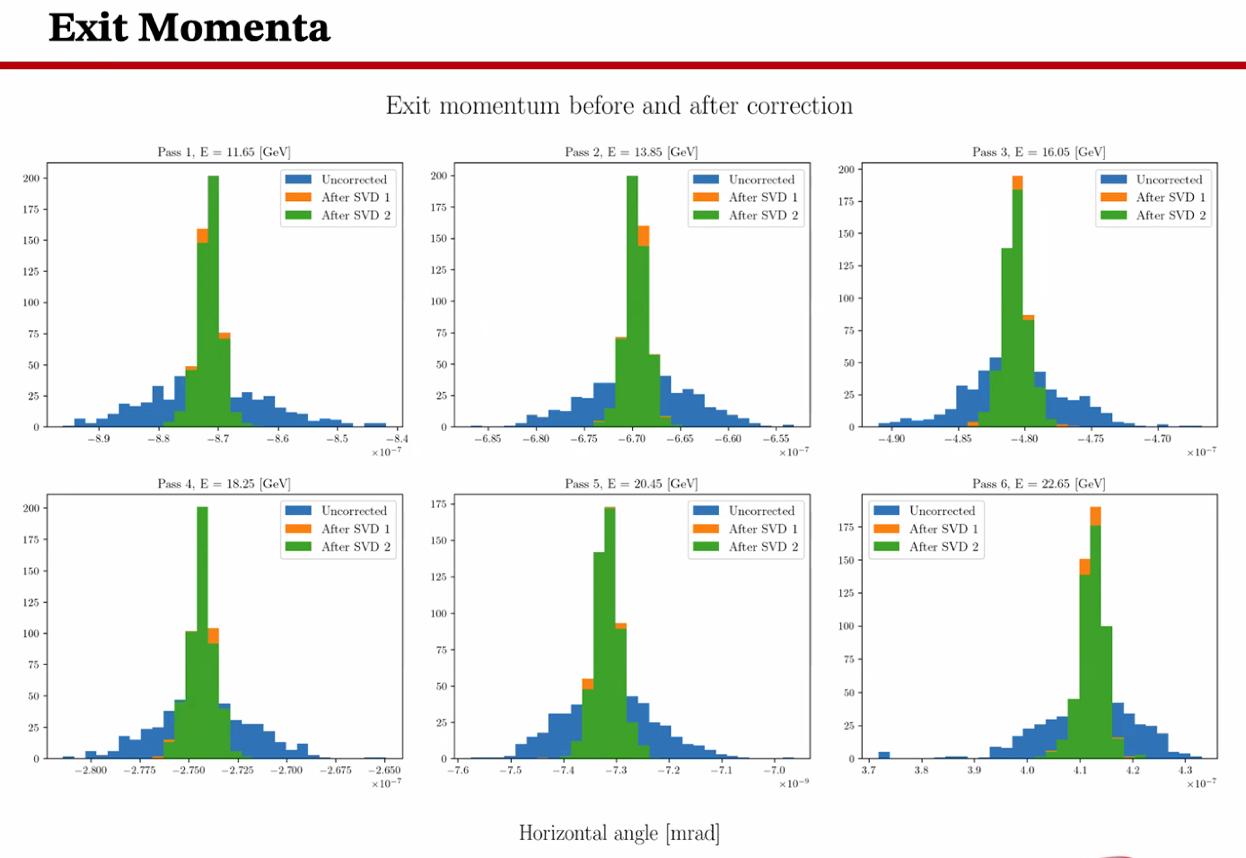 Exit Momenta
Exit momentum before and after correction
Pass 1, E = 11.65 [GeV]
Uncorrected
After SVD 1
After SVD 2
200
175
150
125
100
75
50
25
0
−8.9 −8.8 −8.7 −8.6 −8.5 −8.4
×10−7
Pass 2, E = 13.85 [GeV]
Uncorrected
After SVD 1
After SVD 2
200
175
150
125
100
75
50
25
0
−6.85 −6.80 −6.75 −6.70 −6.65 −6.60 −6.55
×10−7
Pass 3, E = 16.05 [GeV]
Uncorrected
After SVD 1
After SVD 2
200
175
150
125
100
75
50
25
0
−4.90 −4.85 −4.80 −4.75 −4.70
×10−7
Pass 4, E = 18.25 [GeV]
Uncorrected
After SVD 1
After SVD 2
200
175
150
125
100
75
50
25
0
−2.800 −2.775 −2.750 −2.725 −2.700 −2.675 −2.650
×10−7
Pass 5, E = 20.45 [GeV]
Uncorrected
After SVD 1
After SVD 2
175
150
125
100
75
50
25
0
−7.6 −7.5 −7.4 −7.3 −7.2 −7.1 −7.0
×10−9
Pass 6, E = 22.65 [GeV]
Uncorrected
After SVD 1
After SVD 2
175
150
125
100
75
50
25
0
3.7 3.8 3.9 4.0 4.1 4.2 4.3
×10−7
Horizontal angle [mrad]